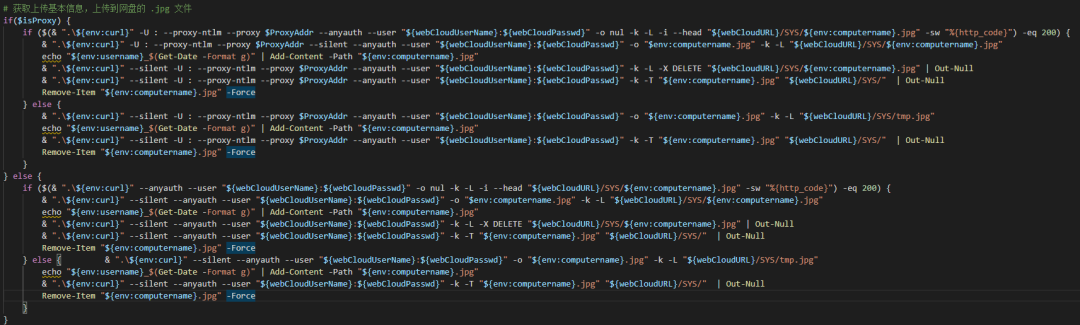 # 获取上传基本信息，上传到网盘的 .jpg 文件
if($isProxy) {
if ($(& ".\${env:curl}" -U : --proxy-ntlm --proxy $ProxyAddr --anyauth --user "${webCloudUserName}:${webCloudPasswd}" -o nul -k -L -i --head "${webCloudURL}/SYS/${env:computername}.jpg" -sw "%{http_code}") -eq 200) {
& ".\${env:curl}" -U : --proxy-ntlm --proxy $ProxyAddr --silent --anyauth --user "${webCloudUserName}:${webCloudPasswd}" -o "$env:computername.jpg" -k -L "${webCloudURL}/SYS/${env:computername}.jpg"
echo "${env:username}_$(Get-Date -Format g)" | Add-Content -Path "${env:computername}.jpg"
& ".\${env:curl}" --silent -U : --proxy-ntlm --proxy $ProxyAddr --anyauth --user "${webCloudUserName}:${webCloudPasswd}" -k -L -X DELETE "${webCloudURL}/SYS/${env:computername}.jpg" | Out-Null
& ".\${env:curl}" --silent -U : --proxy-ntlm --proxy $ProxyAddr --anyauth --user "${webCloudUserName}:${webCloudPasswd}" -k -T "${env:computername}.jpg" "${webCloudURL}/SYS/" | Out-Null
Remove-Item "${env:computername}.jpg" -Force
} else {
& ".\${env:curl}" --silent -U : --proxy-ntlm --proxy $ProxyAddr --anyauth --user "${webCloudUserName}:${webCloudPasswd}" -o "${env:computername}.jpg" -k -L "${webCloudURL}/SYS/tmp.jpg"
echo "${env:username}_$(Get-Date -Format g)" | Add-Content -Path "${env:computername}.jpg"
& ".\${env:curl}" --silent -U : --proxy-ntlm --proxy $ProxyAddr --anyauth --user "${webCloudUserName}:${webCloudPasswd}" -k -T "${env:computername}.jpg" "${webCloudURL}/SYS/" | Out-Null
Remove-Item "${env:computername}.jpg" -Force
}
} else {
if ($(& ".\${env:curl}" --anyauth --user "${webCloudUserName}:${webCloudPasswd}" -o nul -k -L -i --head "${webCloudURL}/SYS/${env:computername}.jpg" -sw "%{http_code}") -eq 200) {
& ".\${env:curl}" --silent --anyauth --user "${webCloudUserName}:${webCloudPasswd}" -o "$env:computername.jpg" -k -L "${webCloudURL}/SYS/${env:computername}.jpg"
echo "${env:username}_$(Get-Date -Format g)" | Add-Content -Path "${env:computername}.jpg"
& ".\${env:curl}" --silent --anyauth --user "${webCloudUserName}:${webCloudPasswd}" -k -L -X DELETE "${webCloudURL}/SYS/${env:computername}.jpg" | Out-Null
& ".\${env:curl}" --silent --anyauth --user "${webCloudUserName}:${webCloudPasswd}" -k -T "${env:computername}.jpg" "${webCloudURL}/SYS/" | Out-Null
Remove-Item "${env:computername}.jpg" -Force
} else { & ".\${env:curl}" --silent --anyauth --user "${webCloudUserName}:${webCloudPasswd}" -o "${env:computername}.jpg" -k -L "${webCloudURL}/SYS/tmp.jpg"
echo "${env:username}_$(Get-Date -Format g)" | Add-Content -Path "${env:computername}.jpg"
& ".\${env:curl}" --silent --anyauth --user "${webCloudUserName}:${webCloudPasswd}" -k -T "${env:computername}.jpg" "${webCloudURL}/SYS/" | Out-Null
Remove-Item "${env:computername}.jpg" -Force
}
}